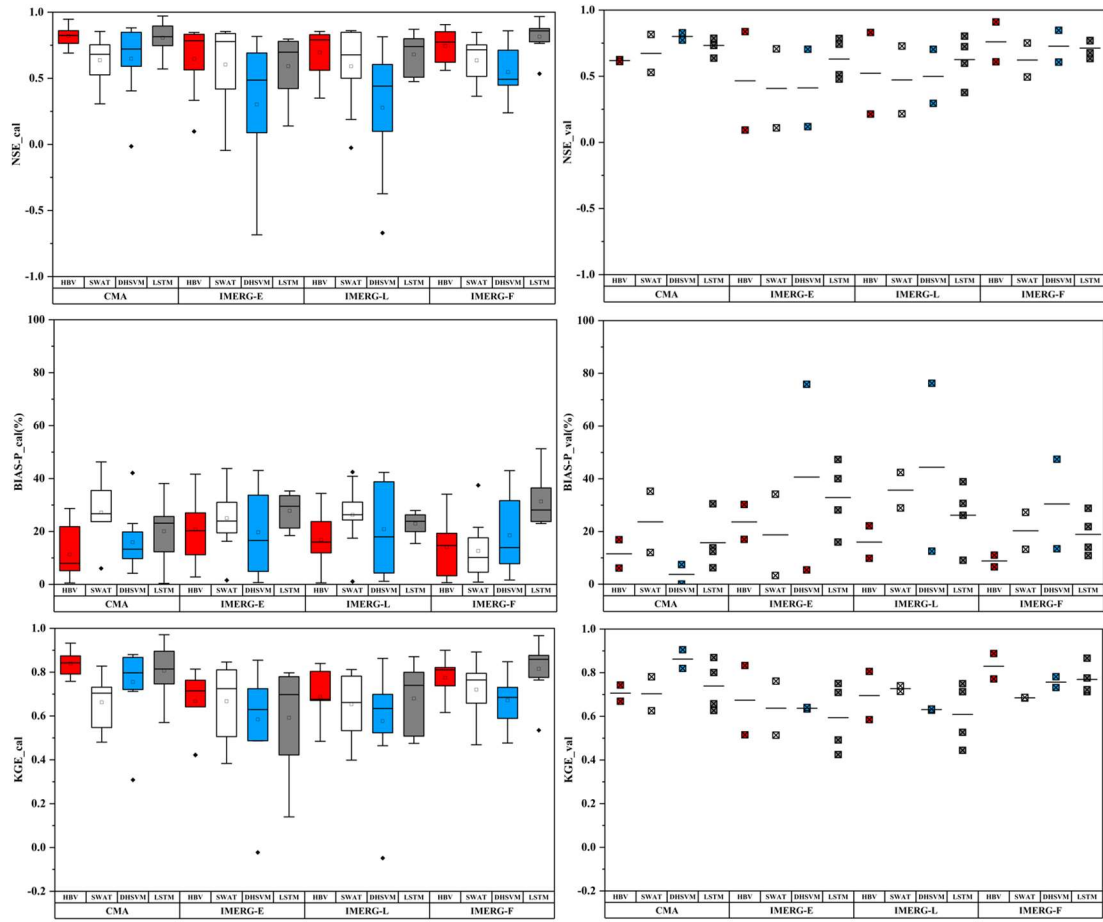 1.0
0.5
0.0
-0.5
-1.0
NSE_cal
HBV SWAT DHSVM LSTM HBV SWAT DHSVM LSTM HBV SWAT DHSVM LSTM HBV SWAT DHSVM LSTM
CMA IMERG-E IMERG-L IMERG-F
1.0
0.5
0.0
-0.5
-1.0
NSE_val
HBV SWAT DHSVM LSTM HBV SWAT DHSVM LSTM HBV SWAT DHSVM LSTM HBV SWAT DHSVM LSTM
CMA IMERG-E IMERG-L IMERG-F
100
80
60
40
20
0
BIAS-P_cal(%)
HBV SWAT DHSVM LSTM HBV SWAT DHSVM LSTM HBV SWAT DHSVM LSTM HBV SWAT DHSVM LSTM
CMA IMERG-E IMERG-L IMERG-F
100
80
60
40
20
0
BIAS-P_val(%)
HBV SWAT DHSVM LSTM HBV SWAT DHSVM LSTM HBV SWAT DHSVM LSTM HBV SWAT DHSVM LSTM
CMA IMERG-E IMERG-L IMERG-F
1.0
0.8
0.6
0.4
0.2
0.0
-0.2
KGE_cal
HBV SWAT DHSVM LSTM HBV SWAT DHSVM LSTM HBV SWAT DHSVM LSTM HBV SWAT DHSVM LSTM
CMA IMERG-E IMERG-L IMERG-F
1.0
0.8
0.6
0.4
0.2
0.0
-0.2
KGE_val
HBV SWAT DHSVM LSTM HBV SWAT DHSVM LSTM HBV SWAT DHSVM LSTM HBV SWAT DHSVM LSTM
CMA IMERG-E IMERG-L IMERG-F